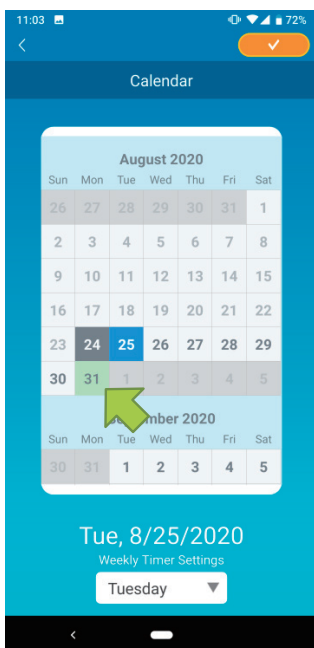 11:03 72%
Calendar
August 2020
Sun Mon Tue Wed Thu Fri Sat
26 27 28 29 30 31 1
2 3 4 5 6 7 8
9 10 11 12 13 14 15
16 17 18 19 20 21 22
23 24 25 26 27 28 29
30 31 1 2 3 4 5
2020
Sun Mon Tue Wed Thu Fri Sat
30 31 1 2 3 4 5
Tue, 8/25/2020
Weekly Timer Settings
Tuesday